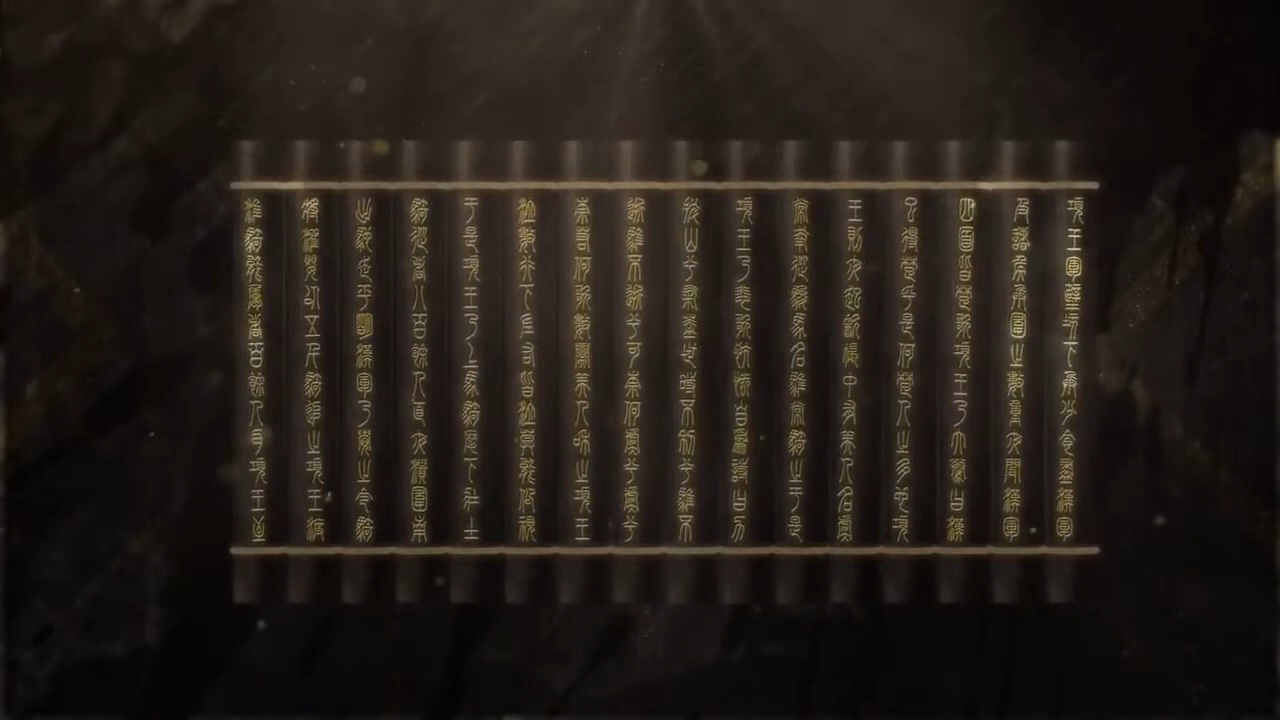 項王軍壁垓下兵少食盡漢軍
及諸侯兵圍之數重夜聞漢軍
四面皆楚歌項王乃大驚曰漢
已得楚乎是何楚人之多也項
王則夜起飲帳中有美人名虞
常幸從駿馬名騅常騎之于是
項王乃悲歌忼慨自為詩曰力
拔山兮氣蓋世時不利兮騅不
逝騅不逝兮可柰何虞兮虞兮
柰若何歌數闋美人和之項王
泣數行下左右皆泣莫能仰視
于是項王乃上馬騎麾下壯士
騎從者八百餘人直夜潰圍南
出馳走平明漢軍乃覺之令騎
將灌嬰以五千騎追之項王渡
淮騎能屬者百餘人耳項王至